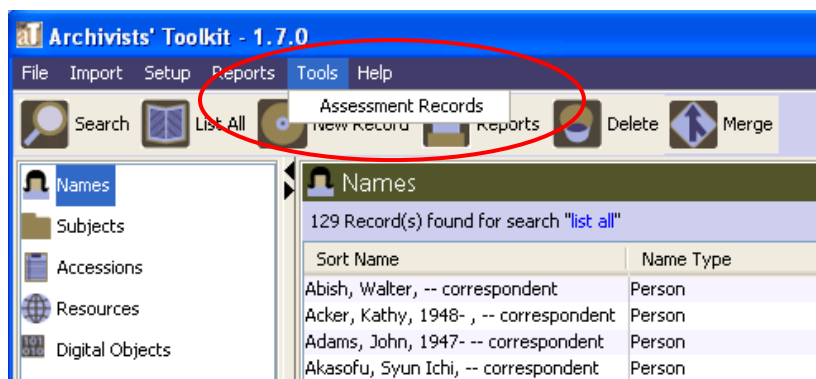 Archivists' Toolkit - 1.7.0
File Import Setup Reports Tools Help
Assessment Records
Search List All New Record Reports Delete Merge
Names
Subjects
Accessions
Resources
101
010
Digital Objects
Names
129 Record(s) found for search "list all"
Sort Name Name Type
Abish, Walter, -- correspondent Person
Acker, Kathy, 1948- , -- correspondent Person
Adams, John, 1947- -- correspondent Person
Akasofu, Syun Ichi, -- correspondent Person